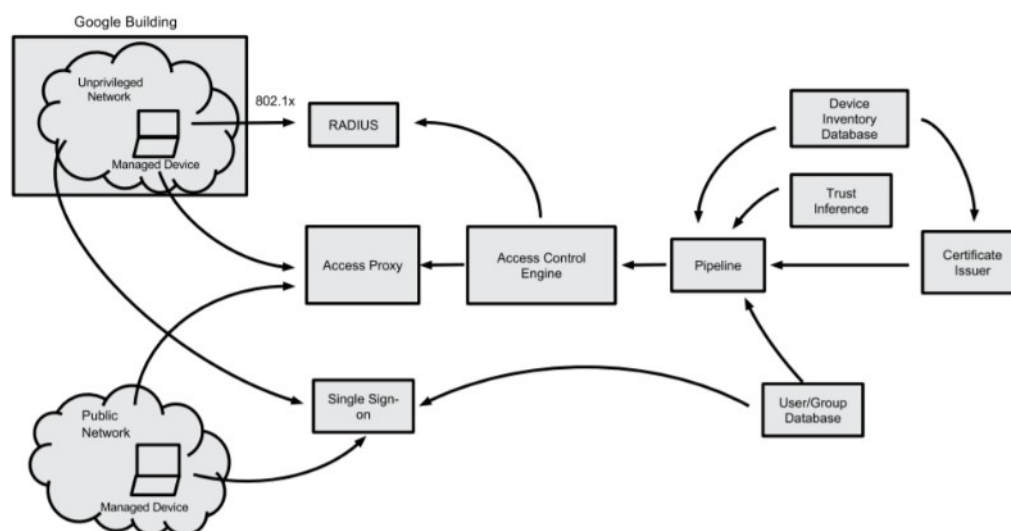 Google Building
Unprivileged
Network
Managed Device
802.1x
RADIUS
Device
Inventory
Database
Trust
Inference
Access Proxy
Access Control
Engine
Pipeline
Certificate
Issuer
Public
Network
Managed Device
Single Sign-
on
User/Group
Database